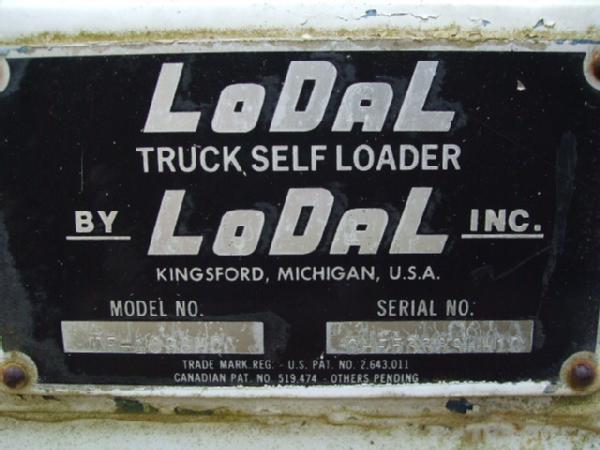 LoDaL
TRUCK SELF LOADER
BY LoDaL INC.
KINGSFORD, MICHIGAN, U.S.A.
MODEL NO. SERIAL NO.
TRADE MARK REG. - U.S. PAT. NO. 2.643.011
CANADIAN PAT. NO. 519.474 - OTHERS PENDING